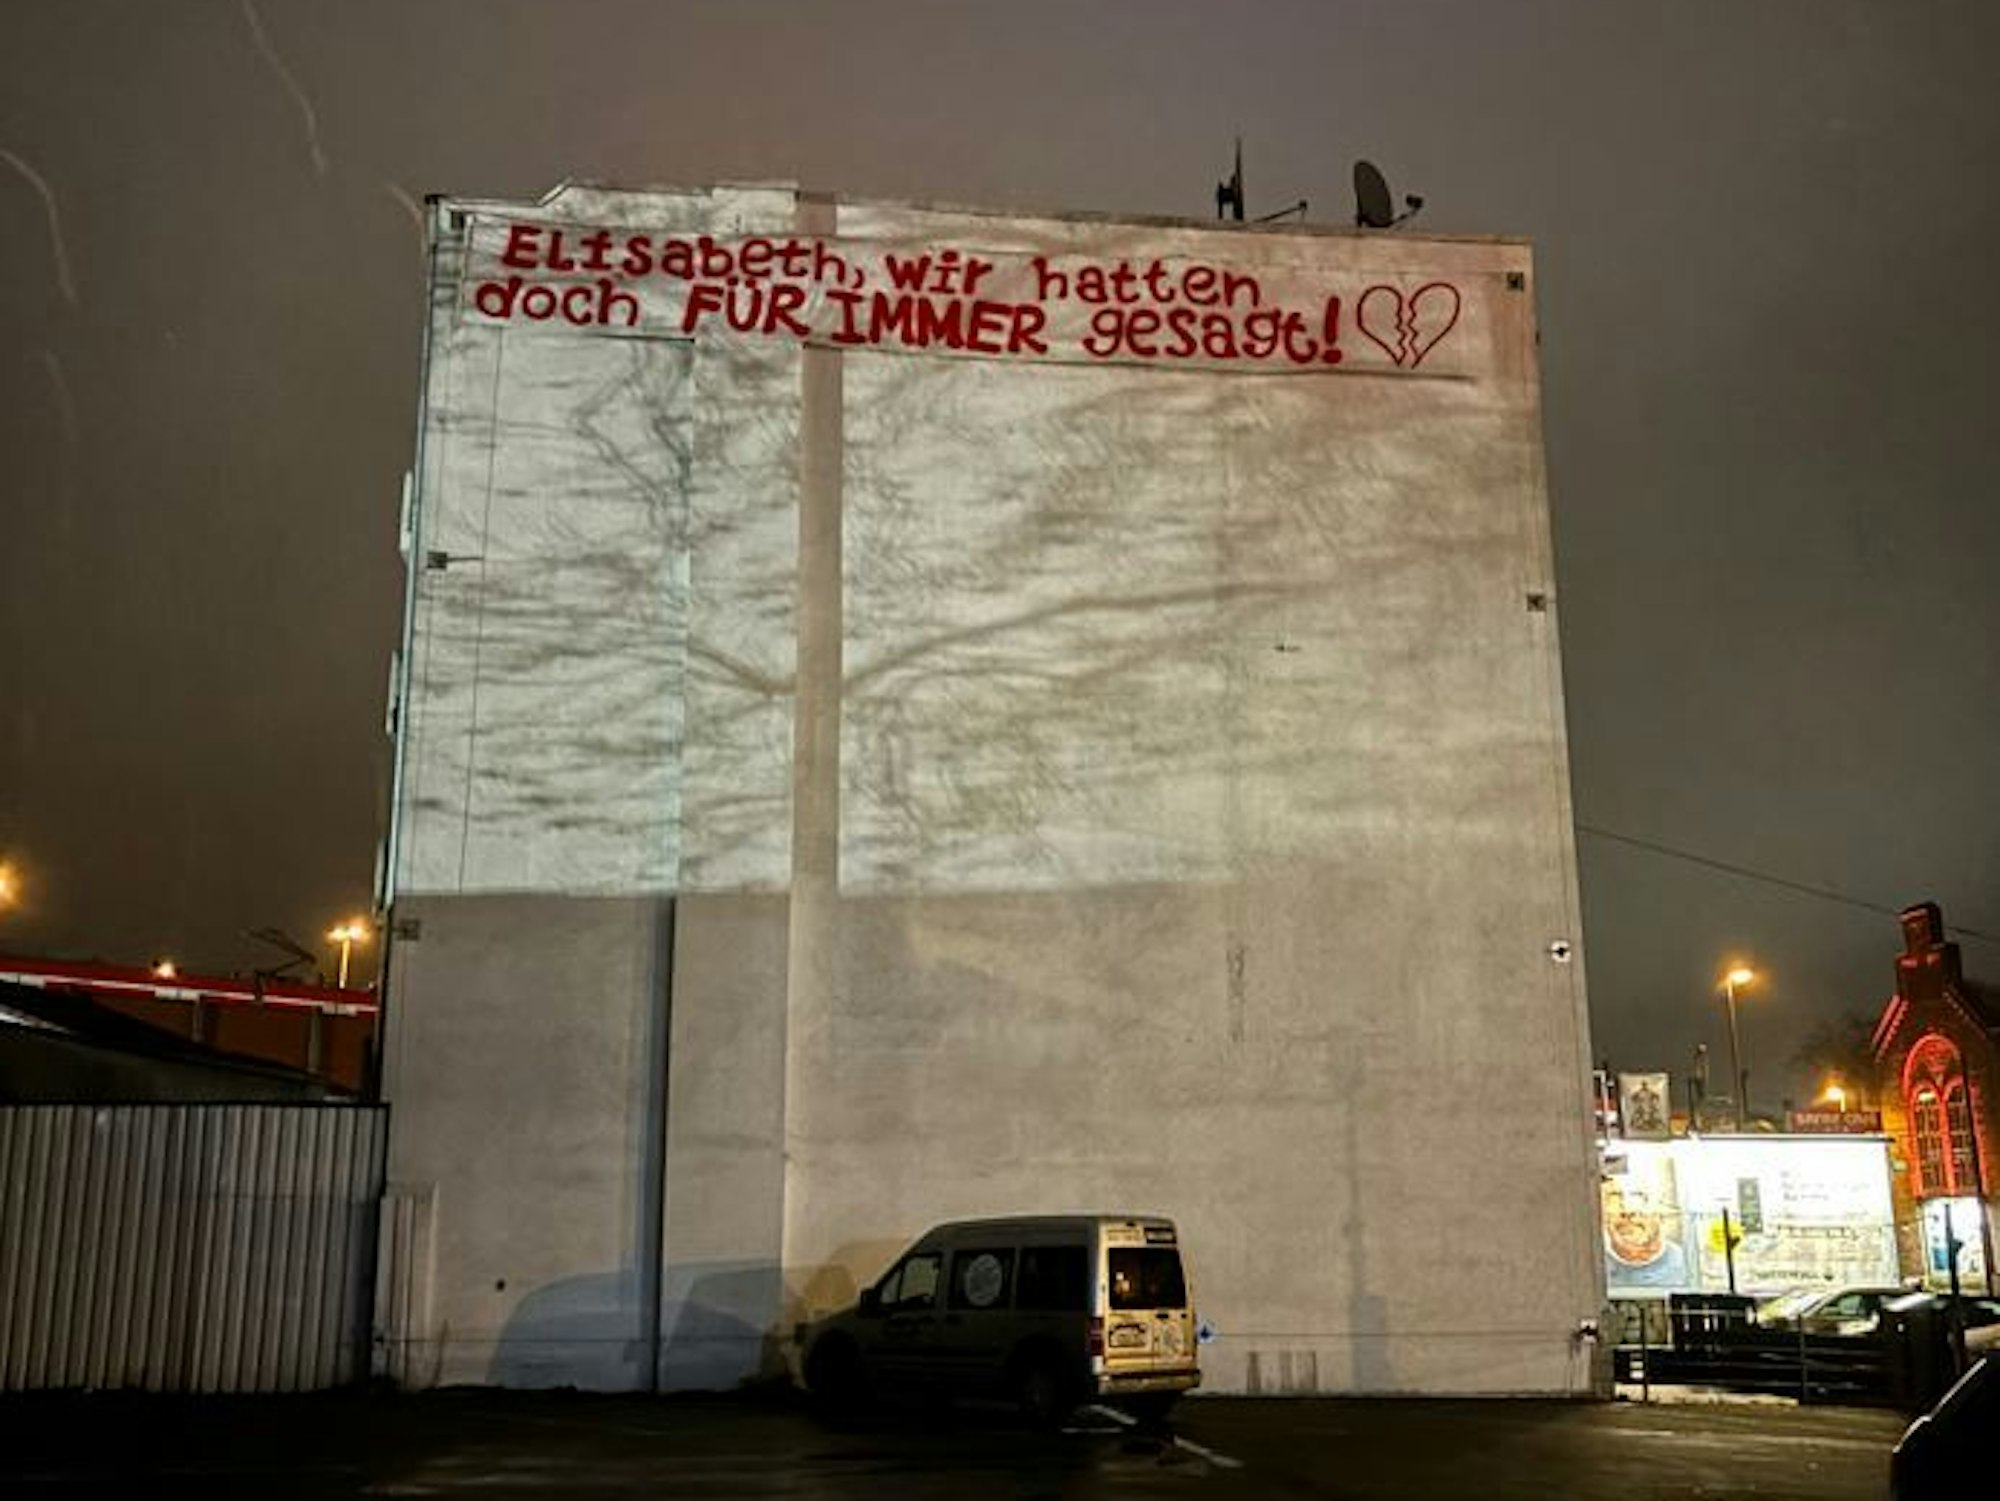 Elisabeth, wir hatten
doch FÜR IMMER gesagt!